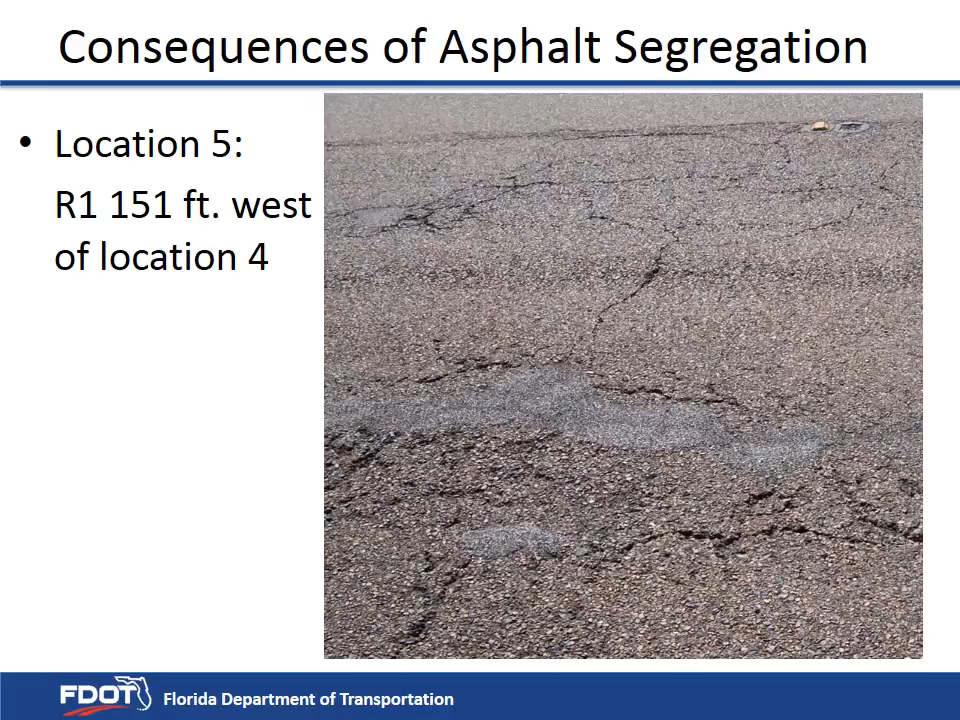 Consequences of Asphalt Segregation
• Location 5:
R1 151 ft. west
of location 4
FDOT
Florida Department of Transportation